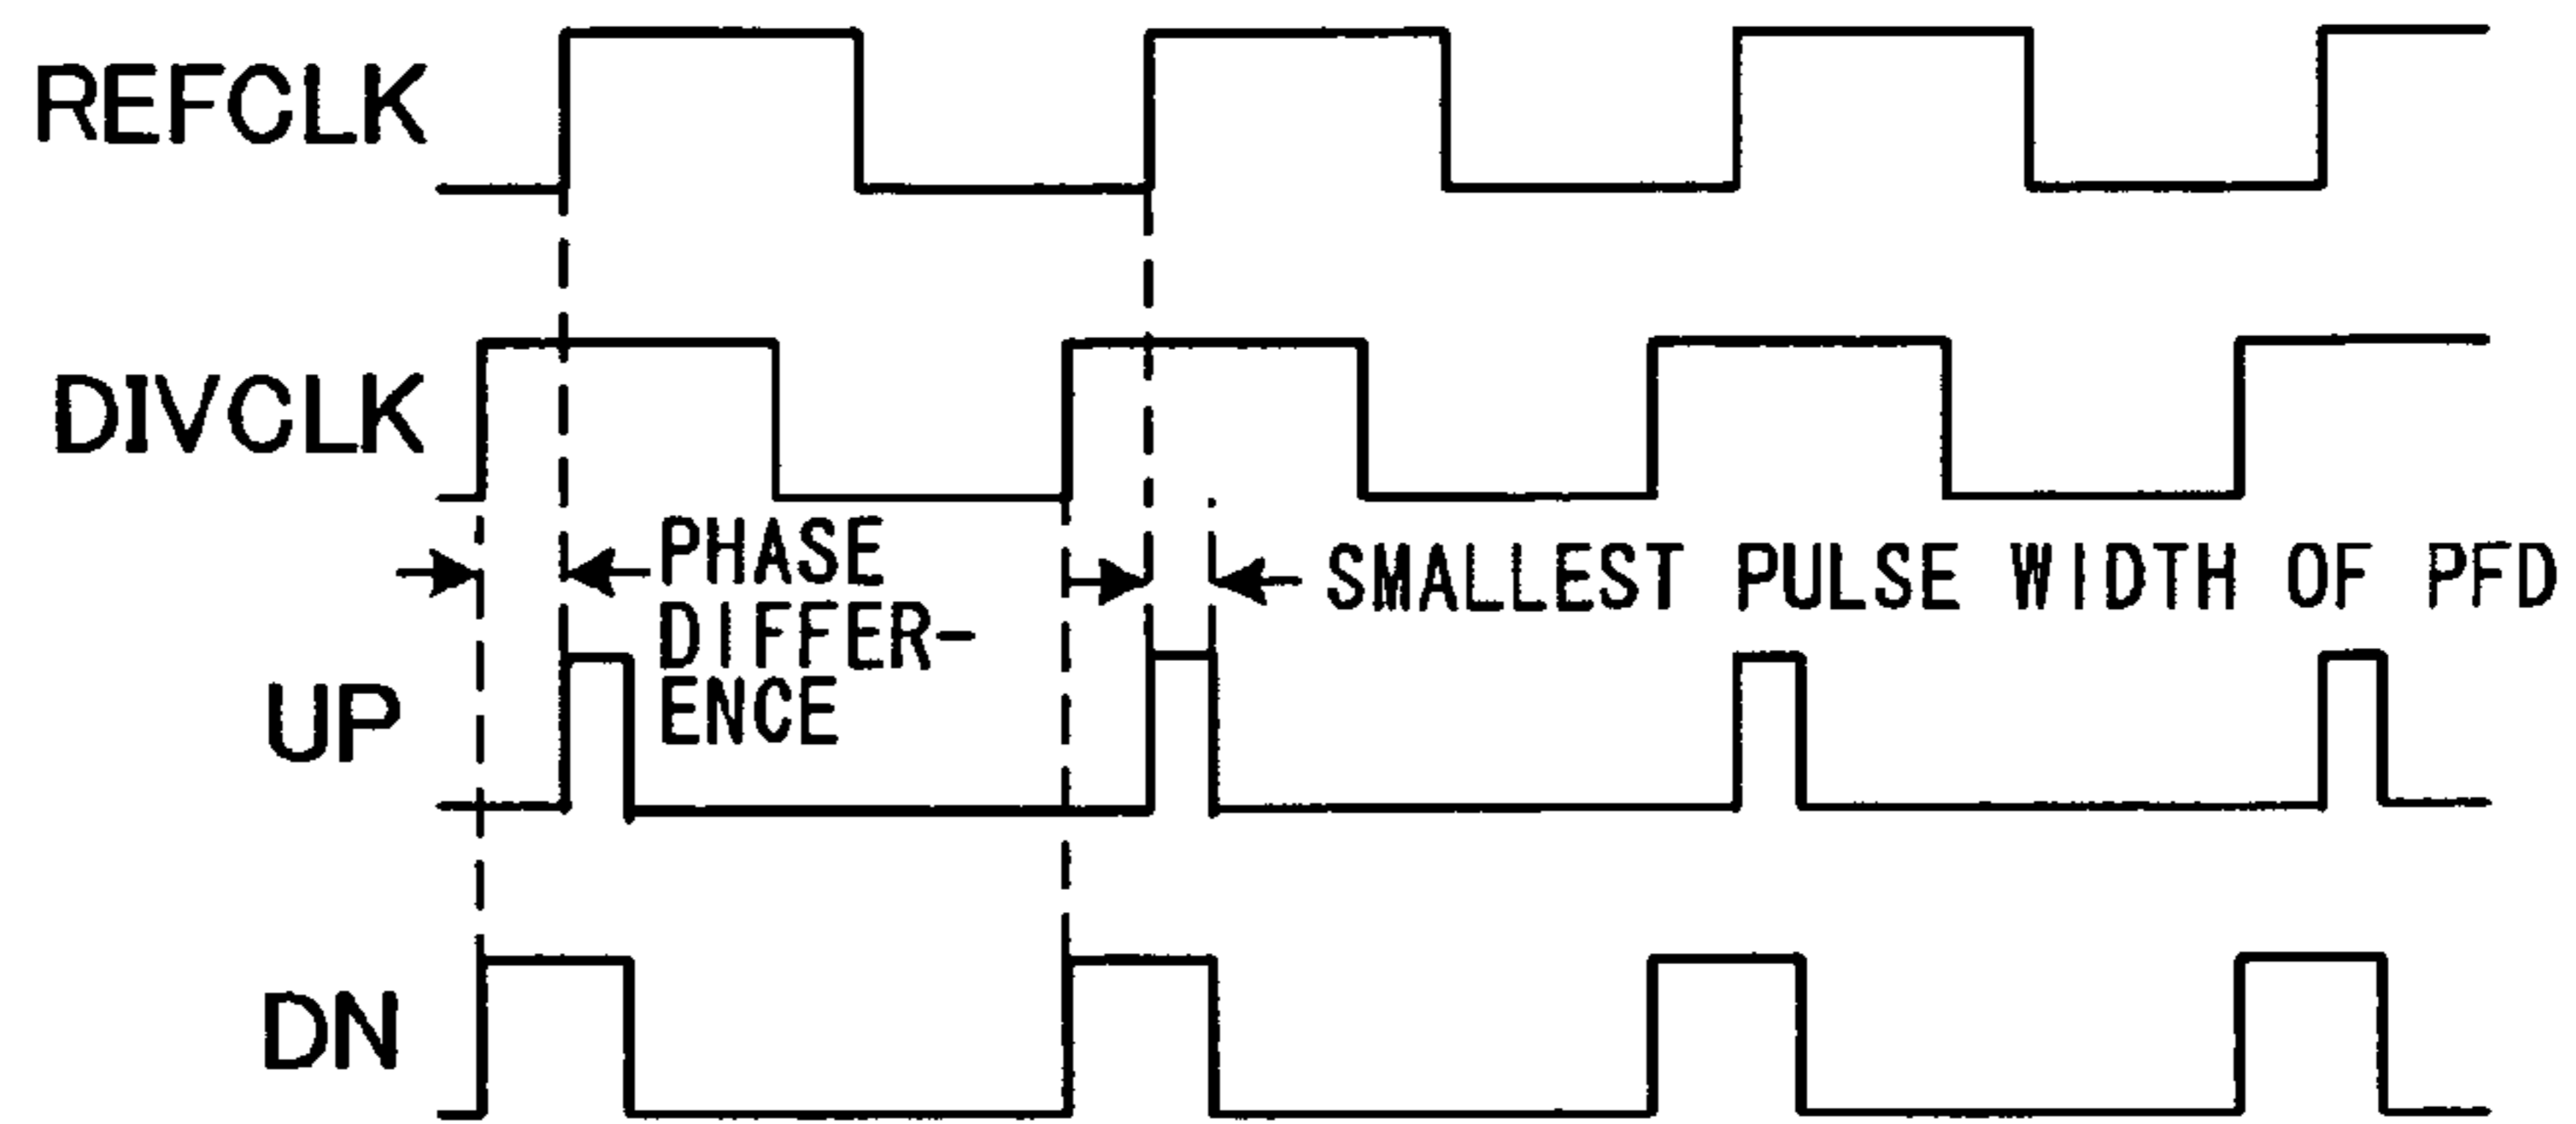 REFCLK
DIVCLK
PHASE
DIFFER-
ENCE
SMALLEST PULSE WIDTH OF PFD
UP
DN